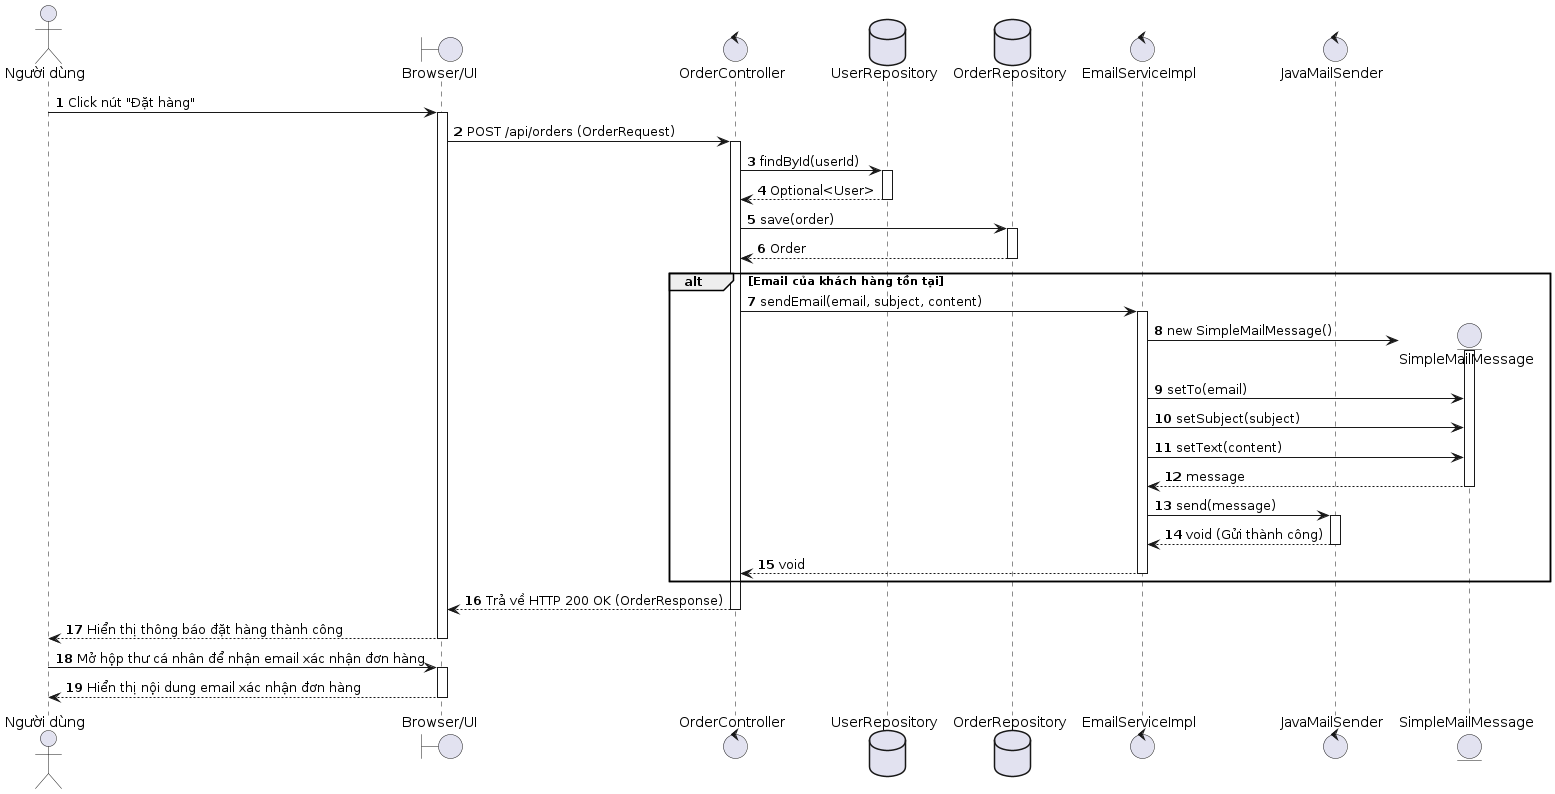 Người dùng
Browser/UI
OrderController
UserRepository
OrderRepository
EmailServiceImpl
JavaMailSender
1 Click nút "Đặt hàng"
2 POST /api/orders (OrderRequest)
3 findById(userId)
4 Optional<User>
5 save(order)
6 Order
alt [Email của khách hàng tồn tại]
7 sendEmail(email, subject, content)
8 new SimpleMailMessage()
SimpleMailMessage
9 setTo(email)
10 setSubject(subject)
11 setText(content)
12 message
13 send(message)
14 void (Gửi thành công)
15 void
16 Trả về HTTP 200 OK (OrderResponse)
17 Hiển thị thông báo đặt hàng thành công
18 Mở hộp thư cá nhân để nhận email xác nhận đơn hàng
19 Hiển thị nội dung email xác nhận đơn hàng
Người dùng
Browser/UI
OrderController
UserRepository
OrderRepository
EmailServiceImpl
JavaMailSender
SimpleMailMessage